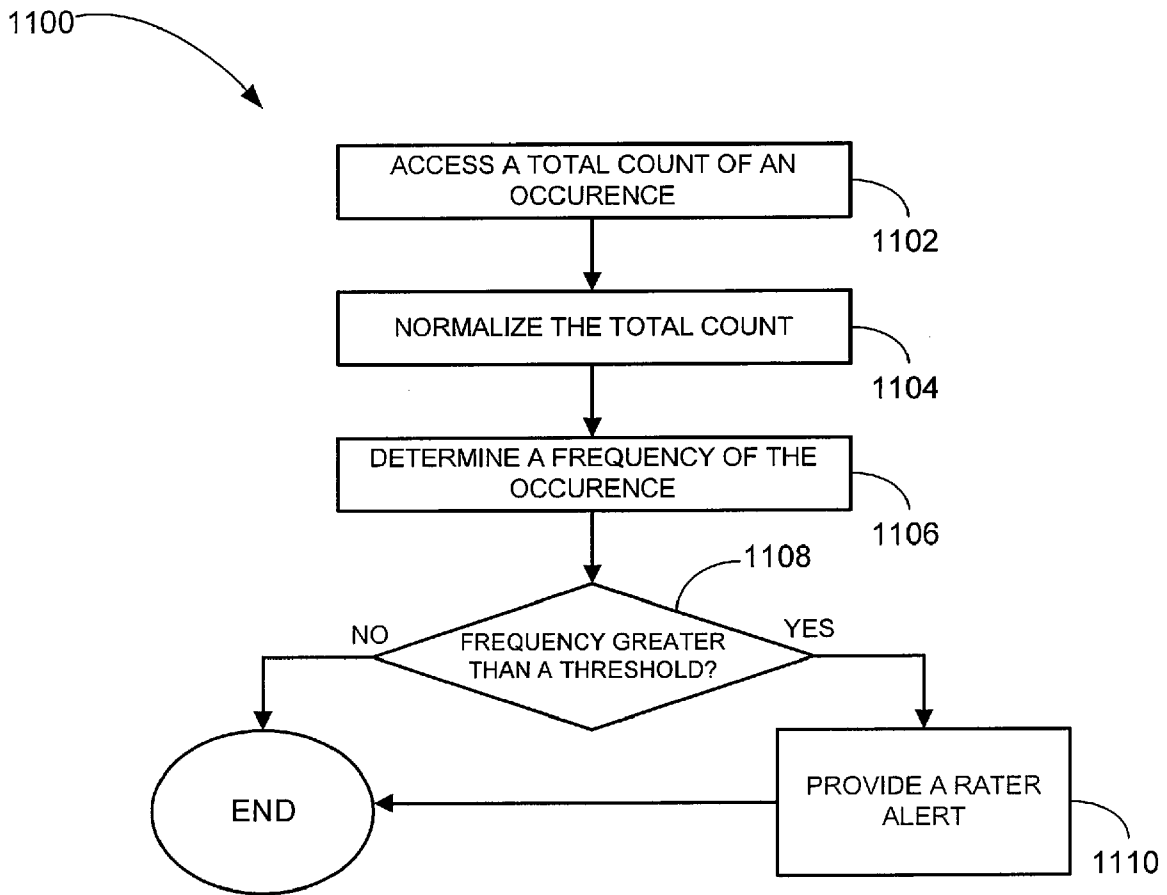 1100
ACCESS A TOTAL COUNT OF AN
OCCURENCE
1102
NORMALIZE THE TOTAL COUNT
1104
DETERMINE A FREQUENCY OF THE
OCCURENCE
1106
1108
NO
FREQUENCY GREATER
THAN A THRESHOLD?
YES
END
PROVIDE A RATER
ALERT
1110